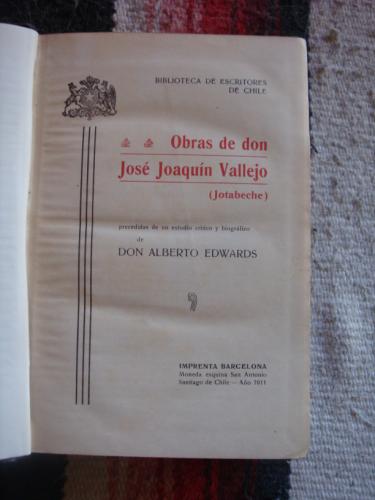 BIBLIOTECA DE ESCRITORES
DE CHILE
Obras de don
José Joaquín Vallejo
(Jotabeche)
precedidas de su estudio crítico y biográfico
de
DON ALBERTO EDWARDS
IMPRENTA BARCELONA
Moneda esquina San Antonio
Santiago de Chile — Año 1911